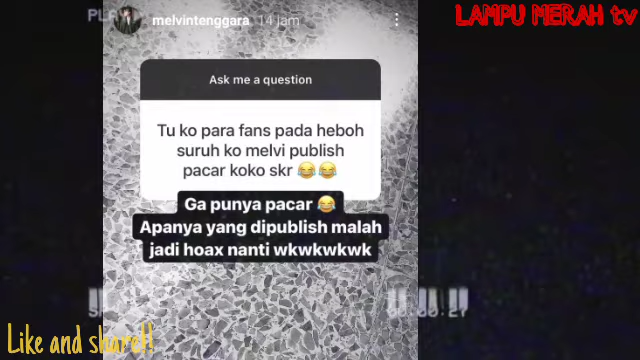 PL
melvintenggara 14 jam
LAMPU MERAH tv
Ask me a question
Tu ko para fans pada heboh
suruh ko melvi publish
pacar koko skr 😂😂
Ga punya pacar 😂
Apanya yang dipublish malah
jadi hoax nanti wkwkwkwk
Like and share!!